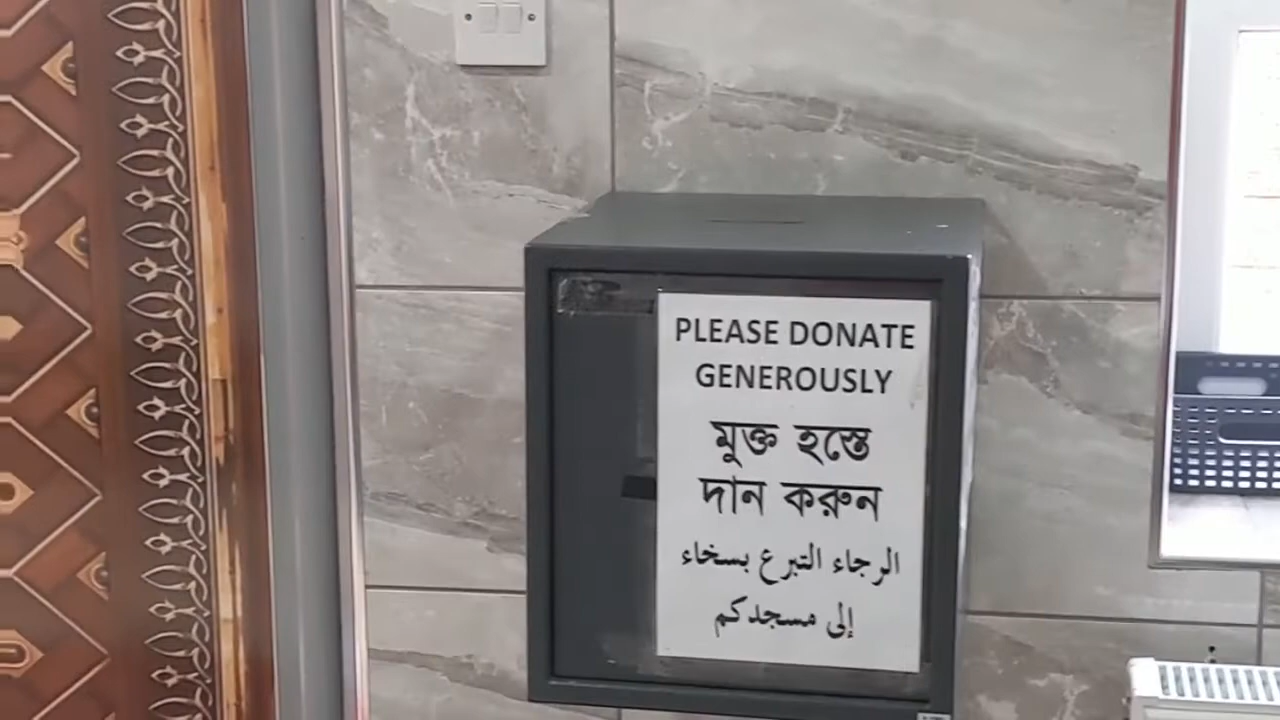 PLEASE DONATE
GENEROUSLY
মুক্ত হস্তে
দান করুন
الرجاء التبرع بسخاء
إلى مسجدكم